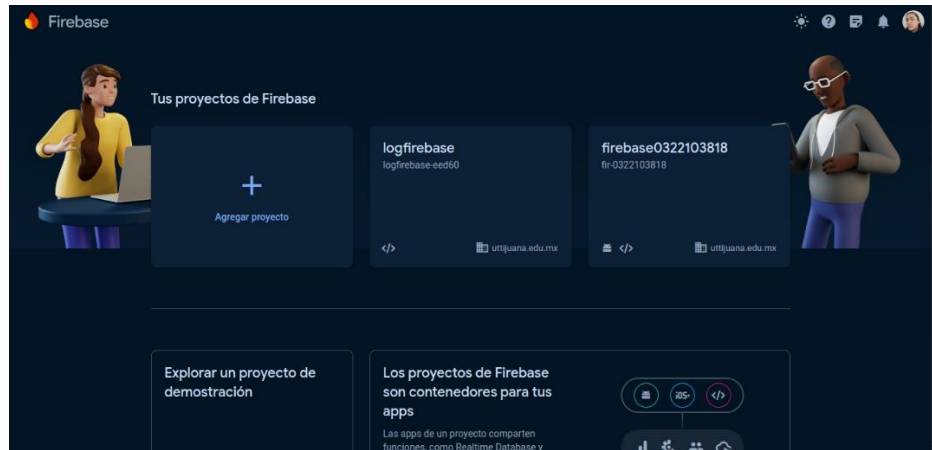 Firebase
Tus proyectos de Firebase
Agregar proyecto
logfirebase
logfirebase-eed60
uttijuana.edu.mx
firebase0322103818
fir-0322103818
uttijuana.edu.mx
Explorar un proyecto de
demostración
Los proyectos de Firebase
son contenedores para tus
apps
Las apps de un proyecto comparten
funciones, como Realtime Database y
iOS+